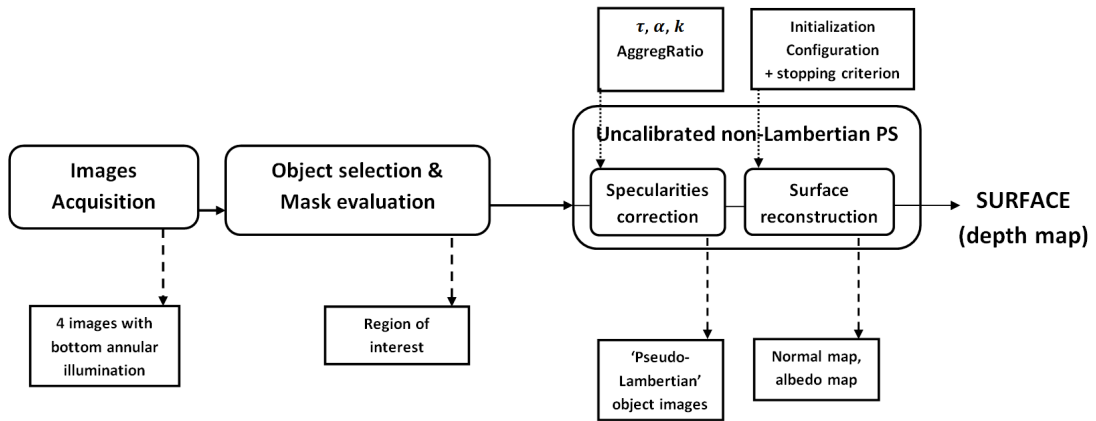 τ, α, k
AggregRatio
Initialization
Configuration
+ stopping criterion
Uncalibrated non-Lambertian PS
Images
Acquisition
Object selection &
Mask evaluation
Specularities
correction
Surface
reconstruction
SURFACE
(depth map)
4 images with
bottom annular
illumination
Region of
interest
‘Pseudo-
Lambertian’
object images
Normal map,
albedo map